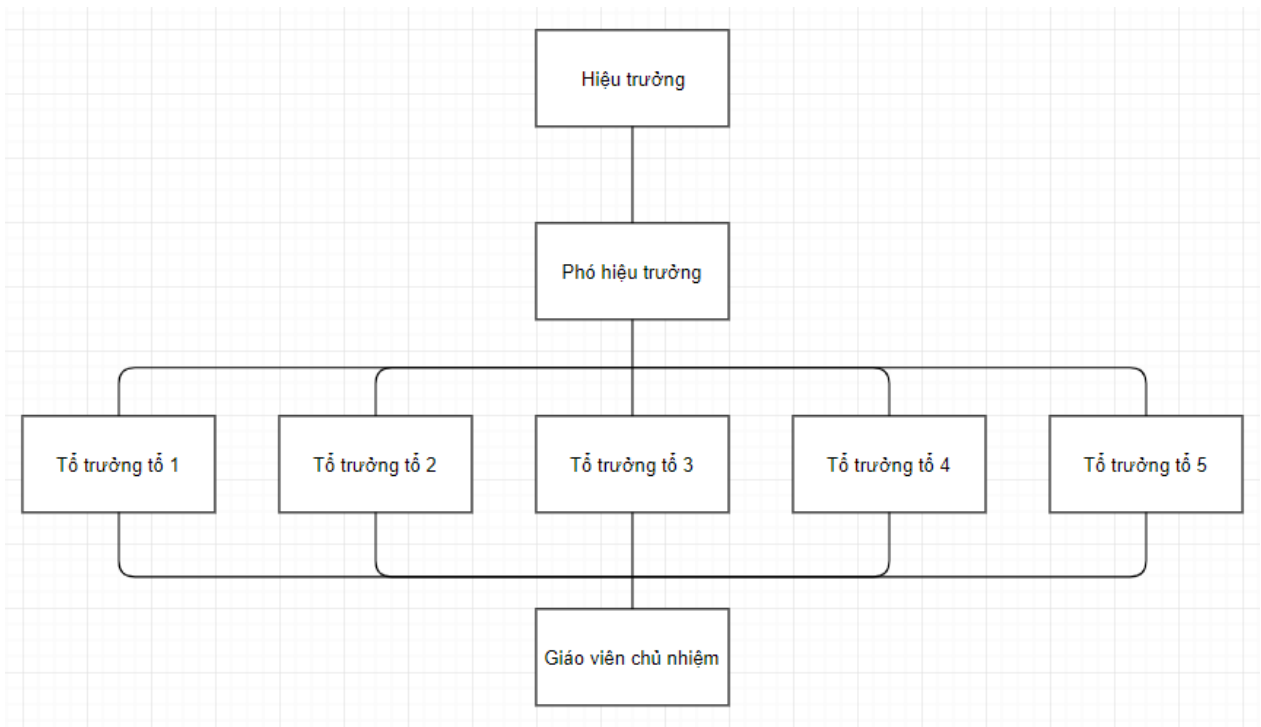 Hiệu trưởng
Phó hiệu trưởng
Tổ trưởng tổ 1
Tổ trưởng tổ 2
Tổ trưởng tổ 3
Tổ trưởng tổ 4
Tổ trưởng tổ 5
Giáo viên chủ nhiệm